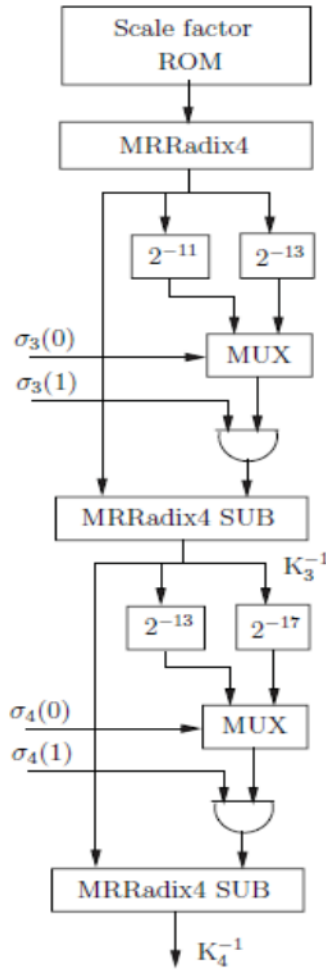 Scale factor
ROM
MRRadix4
2⁻¹¹ 2⁻¹³
σ₃(0)
MUX
σ₃(1)
MRRadix4 SUB
K₃⁻¹
2⁻¹³ 2⁻¹⁷
σ₄(0)
MUX
σ₄(1)
MRRadix4 SUB
K₄⁻¹